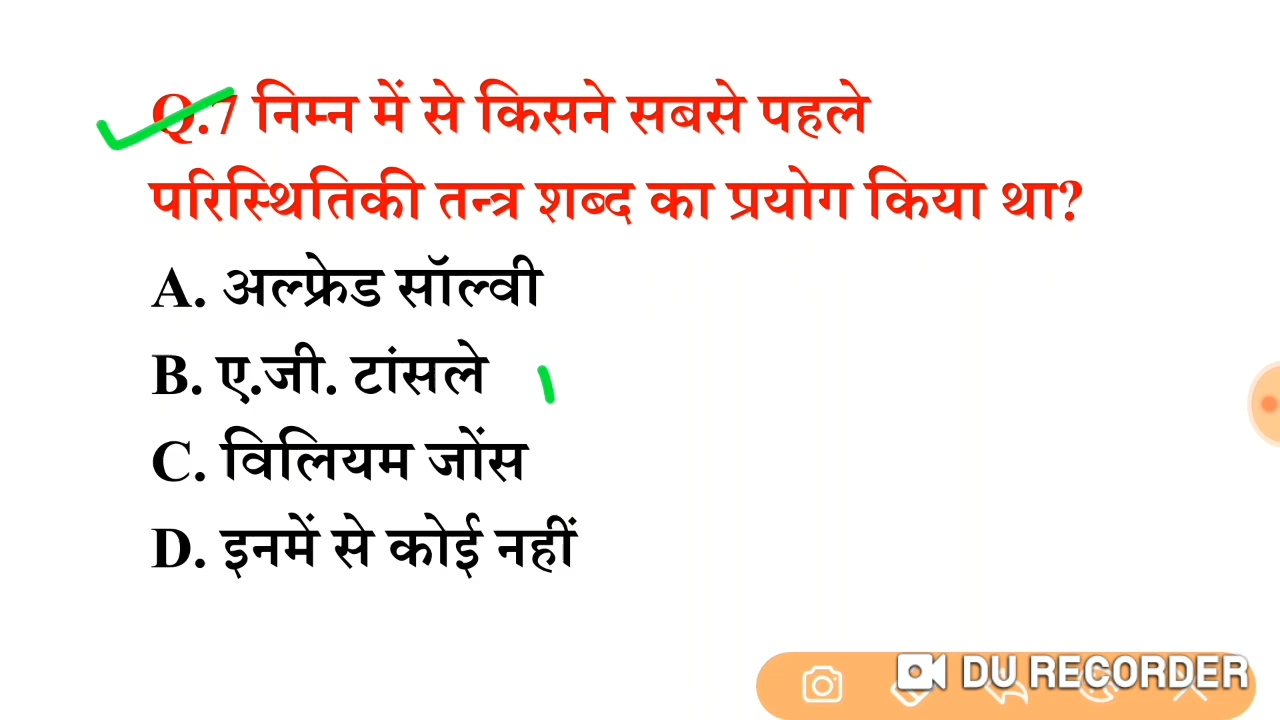 Q.7 निम्न में से किसने सबसे पहले
परिस्थितिकी तन्त्र शब्द का प्रयोग किया था?
A. अल्फ्रेड सॉल्वी
B. ए.जी. टांसले
C. विलियम जोंस
D. इनमें से कोई नहीं
DU RECORDER